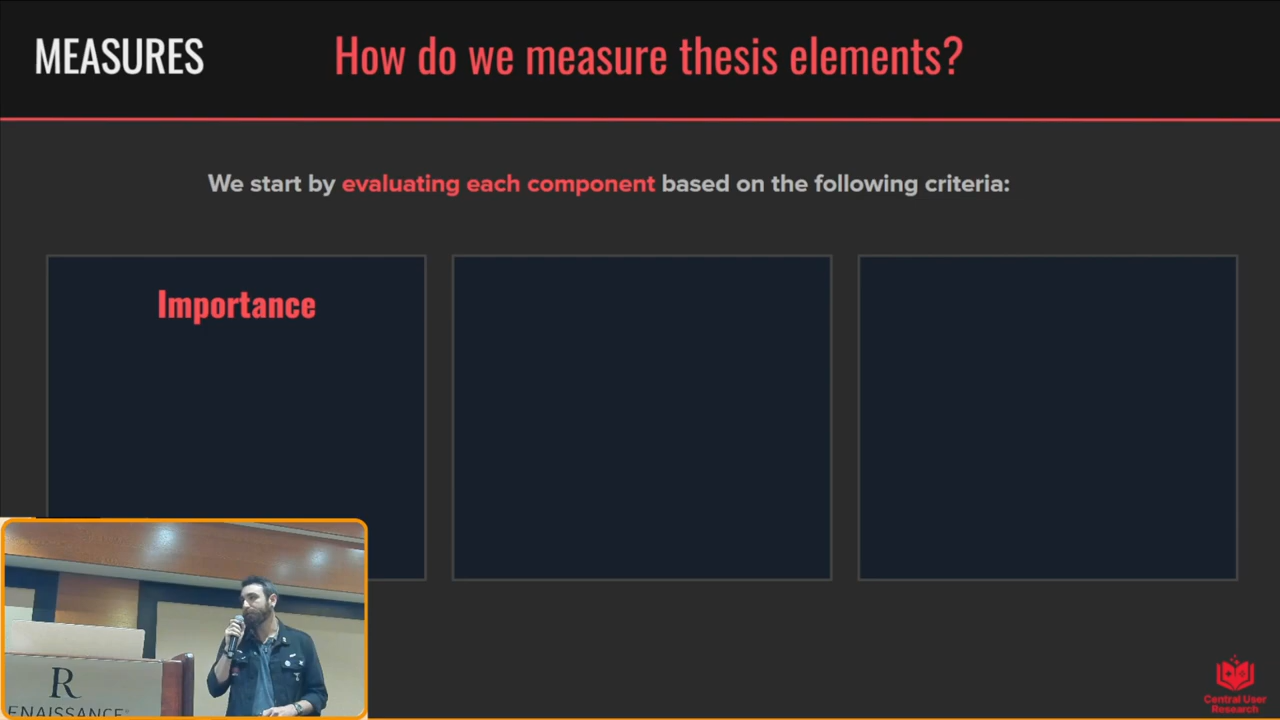 MEASURES
How do we measure thesis elements?
We start by evaluating each component based on the following criteria:
Importance
R
ENAISSANCE
Central User
Research